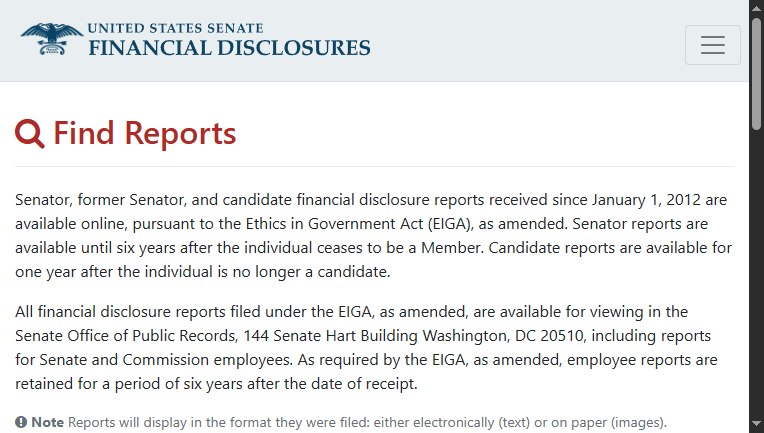 UNITED STATES SENATE
FINANCIAL DISCLOSURES
Find Reports
Senator, former Senator, and candidate financial disclosure reports received since January 1, 2012 are
available online, pursuant to the Ethics in Government Act (EIGA), as amended. Senator reports are
available until six years after the individual ceases to be a Member. Candidate reports are available for
one year after the individual is no longer a candidate.
All financial disclosure reports filed under the EIGA, as amended, are available for viewing in the
Senate Office of Public Records, 144 Senate Hart Building Washington, DC 20510, including reports
for Senate and Commission employees. As required by the EIGA, as amended, employee reports are
retained for a period of six years after the date of receipt.
Note Reports will display in the format they were filed: either electronically (text) or on paper (images).